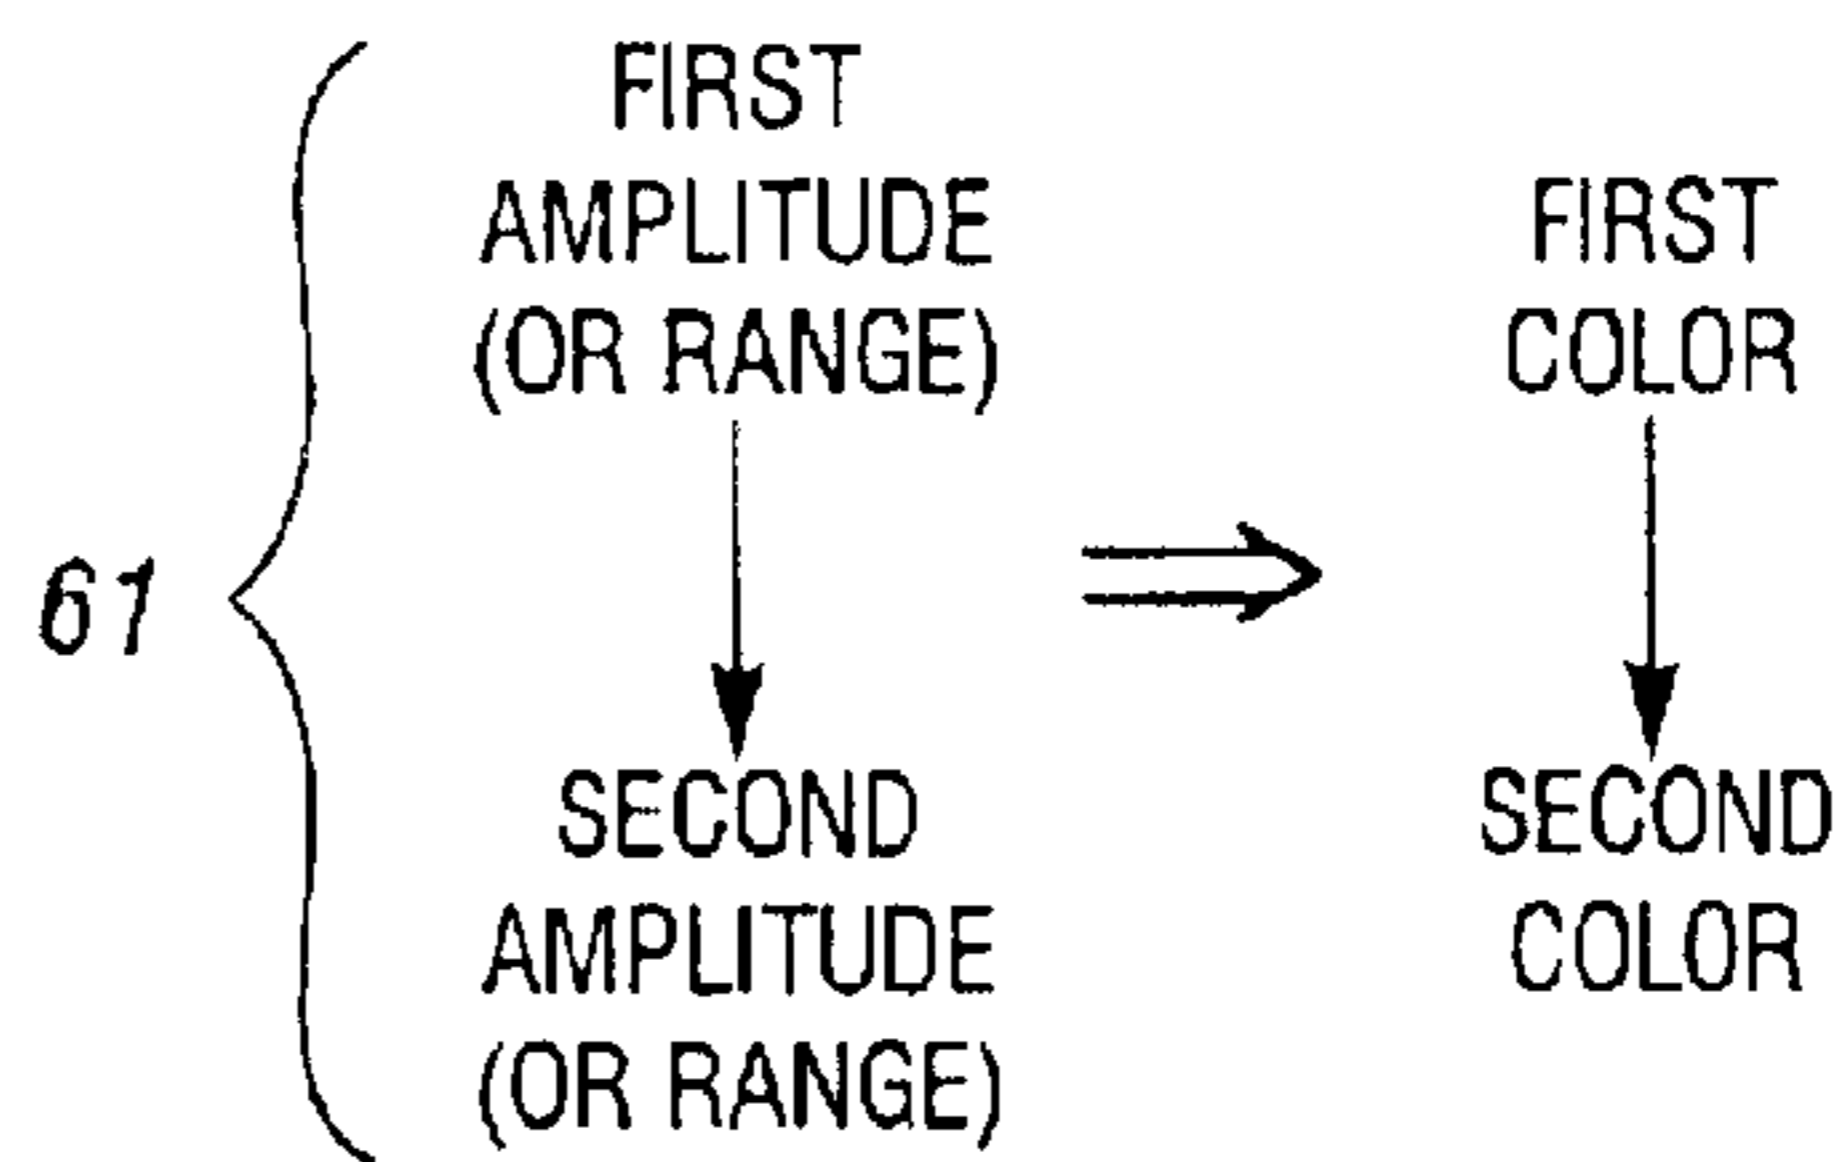 61
FIRST
AMPLITUDE
(OR RANGE)
SECOND
AMPLITUDE
(OR RANGE)
FIRST
COLOR
SECOND
COLOR